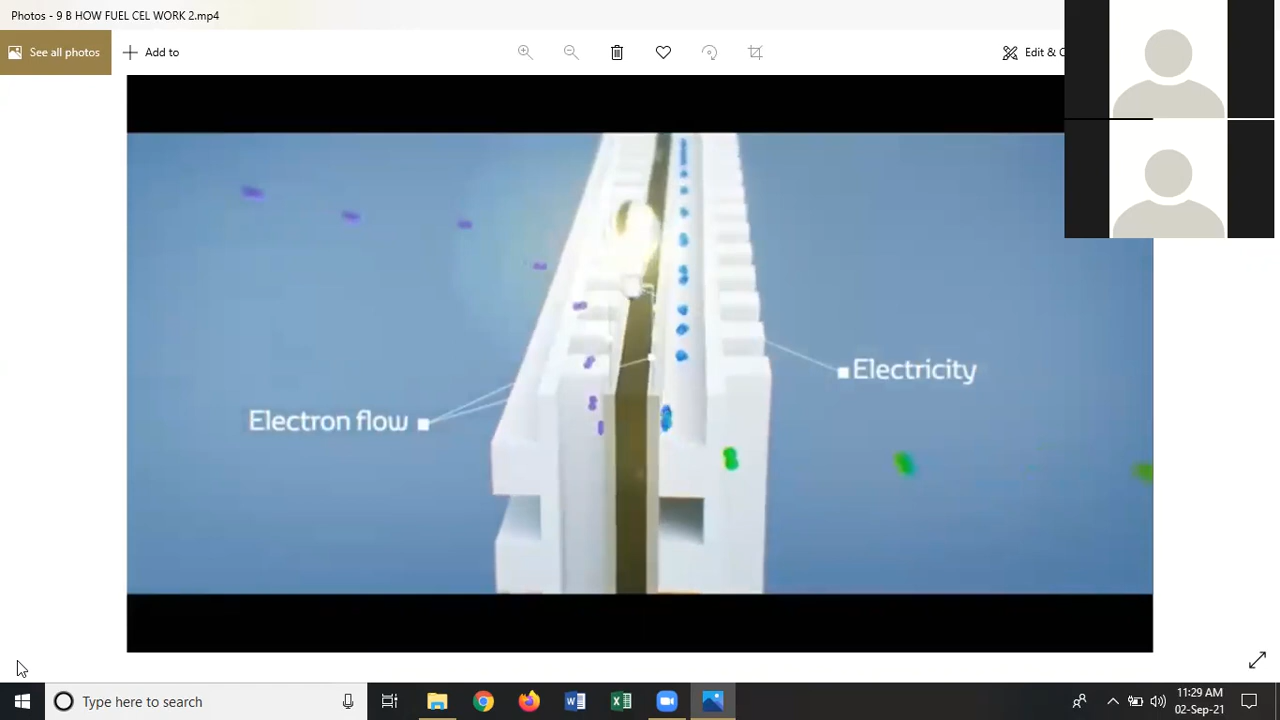 Photos - 9 B HOW FUEL CEL WORK 2.mp4
See all photos
Add to
Edit & C
Electricity
Electron flow
Type here to search
11:29 AM
02-Sep-21